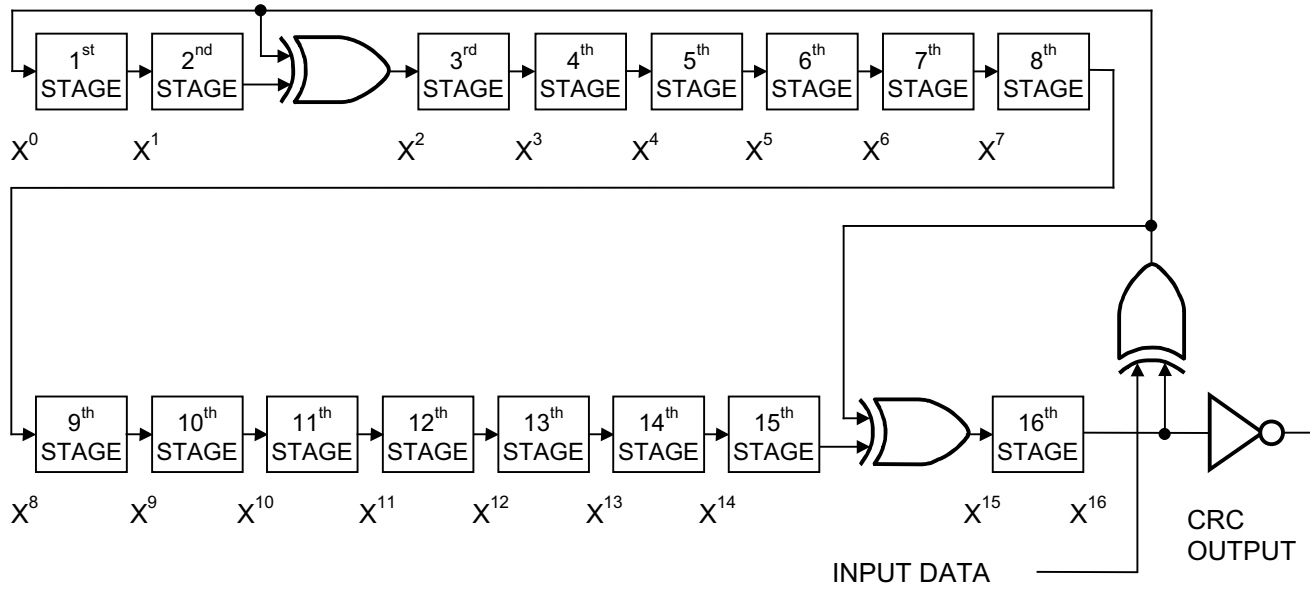 1st STAGE
2nd STAGE
3rd STAGE
4th STAGE
5th STAGE
6th STAGE
7th STAGE
8th STAGE
X0 X1 X2 X3 X4 X5 X6 X7
9th STAGE
10th STAGE
11th STAGE
12th STAGE
13th STAGE
14th STAGE
15th STAGE
16th STAGE
X8 X9 X10 X11 X12 X13 X14 X15 X16
CRC
OUTPUT
INPUT DATA